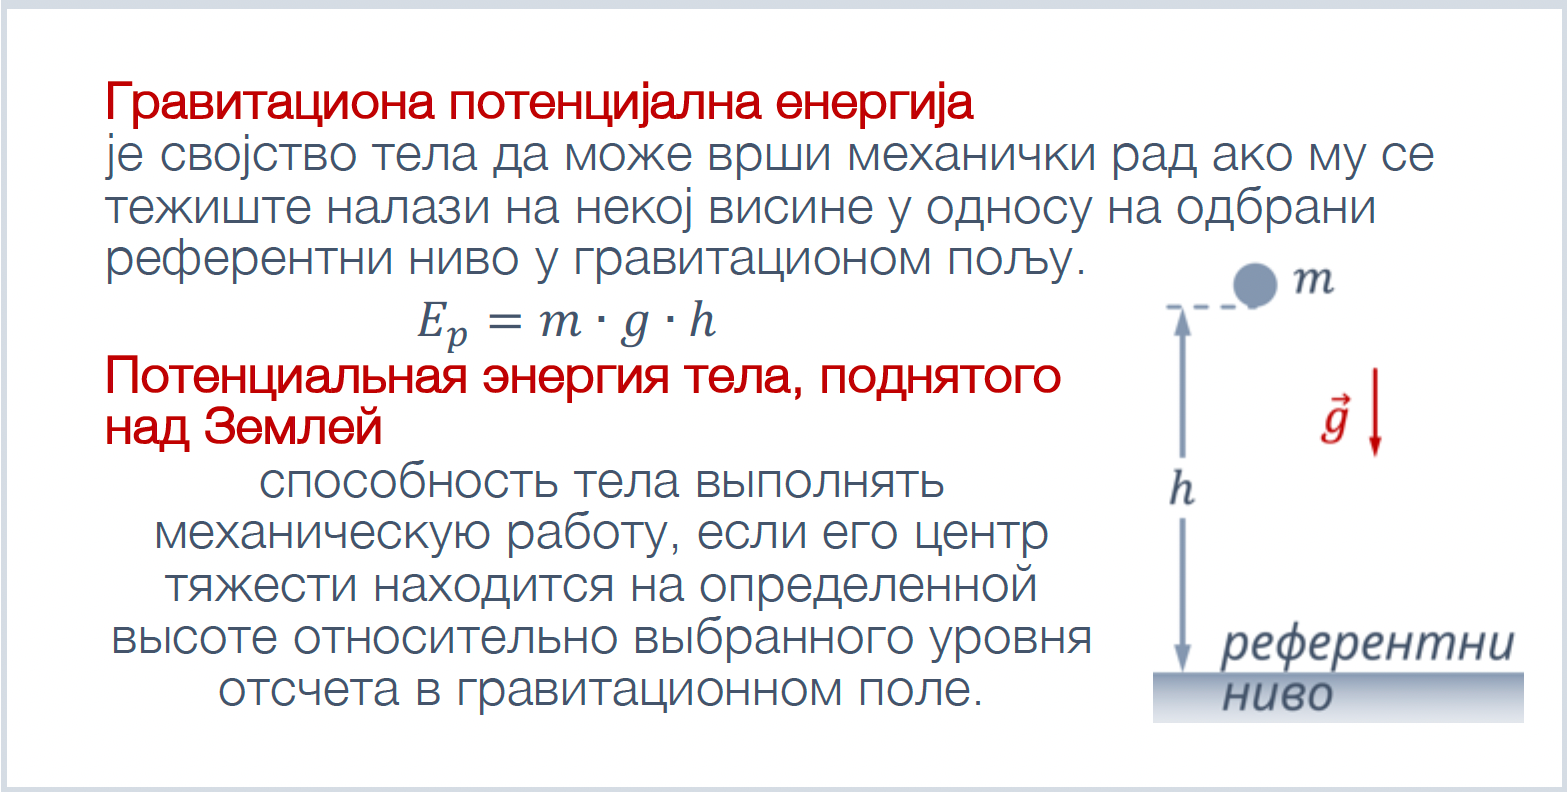 Гравитациона потенцијална енергија
је својство тела да може врши механички рад ако му се
тежиште налази на некој висине у односу на одбрани
референтни ниво у гравитационом пољу.
E_p = m · g · h
Потенциальная энергия тела, поднятого
над Землей
способность тела выполнять
механическую работу, если его центр
тяжести находится на определенной
высоте относительно выбранного уровня
отсчета в гравитационном поле.
m
g⃗
h
референтни
ниво